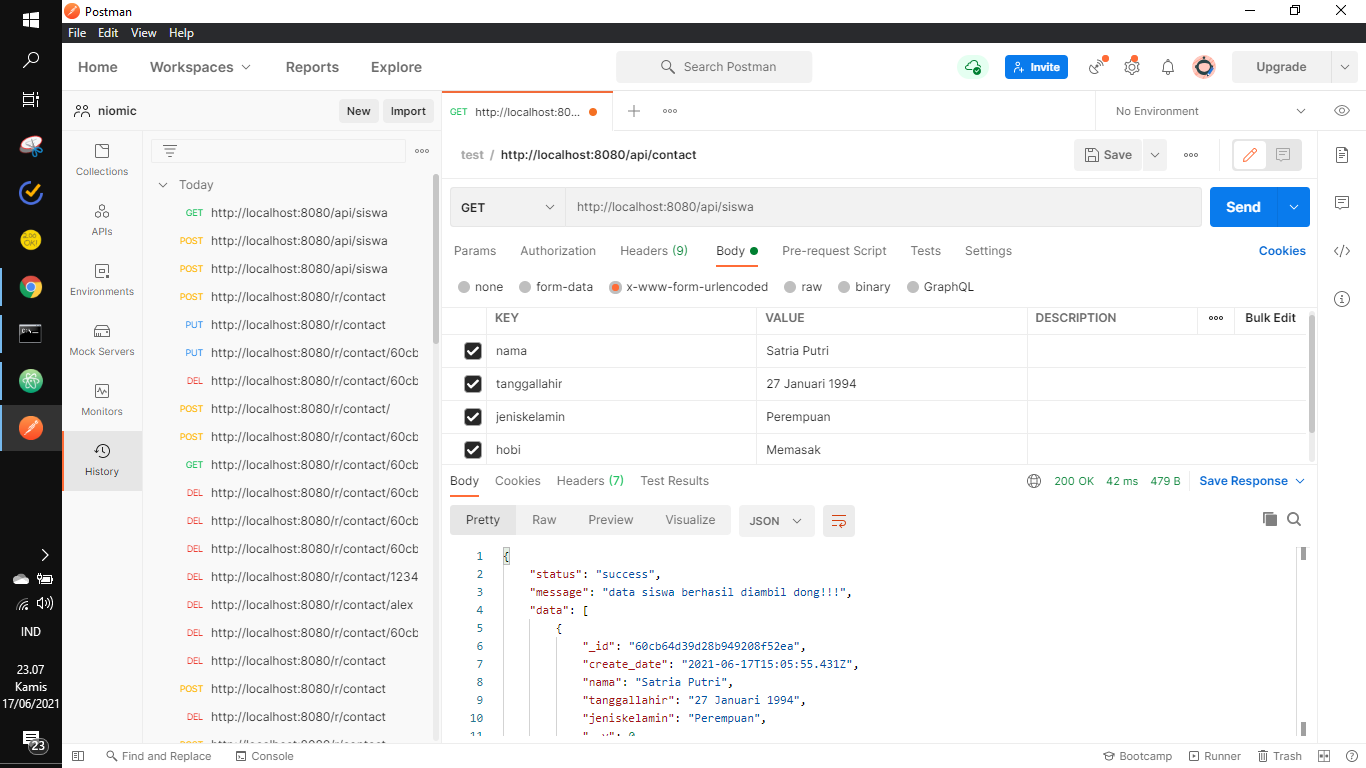 Postman
File Edit View Help
Home Workspaces Reports Explore Search Postman Invite Upgrade
niomic New Import
GET http://localhost:80... No Environment
Collections
APIs
Environments
Mock Servers
Monitors
History
Today
GET http://localhost:8080/api/siswa
POST http://localhost:8080/api/siswa
POST http://localhost:8080/api/siswa
POST http://localhost:8080/r/contact
PUT http://localhost:8080/r/contact
PUT http://localhost:8080/r/contact/60cb
DEL http://localhost:8080/r/contact/60cb
POST http://localhost:8080/r/contact/
POST http://localhost:8080/r/contact/60cb
GET http://localhost:8080/r/contact/60cb
DEL http://localhost:8080/r/contact/60cb
DEL http://localhost:8080/r/contact/60cb
DEL http://localhost:8080/r/contact/60cb
DEL http://localhost:8080/r/contact/1234
DEL http://localhost:8080/r/contact/alex
DEL http://localhost:8080/r/contact/60cb
DEL http://localhost:8080/r/contact
POST http://localhost:8080/r/contact
DEL http://localhost:8080/r/contact
POST http://localhost:8080/r/contact
test / http://localhost:8080/api/contact Save
GET http://localhost:8080/api/siswa Send
Params Authorization Headers (9) Body Pre-request Script Tests Settings Cookies
none form-data x-www-form-urlencoded raw binary GraphQL
KEY VALUE DESCRIPTION Bulk Edit
nama Satria Putri
tanggallahir 27 Januari 1994
jeniskelamin Perempuan
hobi Memasak
Body Cookies Headers (7) Test Results 200 OK 42 ms 479 B Save Response
Pretty Raw Preview Visualize JSON
1 {
2 "status": "success",
3 "message": "data siswa berhasil diambil dong!!!",
4 "data": [
5 {
6 "_id": "60cb64d39d28b949208f52ea",
7 "create_date": "2021-06-17T15:05:55.431Z",
8 "nama": "Satria Putri",
9 "tanggallahir": "27 Januari 1994",
10 "jeniskelamin": "Perempuan",
11 "__v": 0
Find and Replace Console Bootcamp Runner Trash
IND
23.07
Kamis
17/06/2021
23